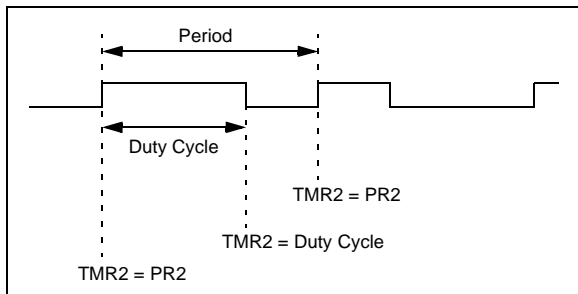 Period
Duty Cycle
TMR2 = PR2
TMR2 = Duty Cycle
TMR2 = PR2